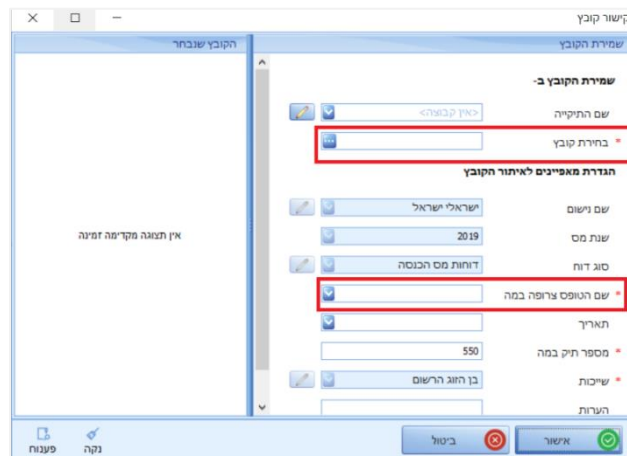 קישור קובץ
שמירת הקובץ
הקובץ שנבחר
שמירת הקובץ ב-
שם התיקייה
<אין קבוצה>
* בחירת קובץ
הגדרת מאפיינים לאיתור הקובץ
שם נישום
ישראלי ישראל
שנת מס
2019
סוג דוח
דוחות מס הכנסה
* שם הטופס צרופה במה
תאריך
* מספר תיק במה
550
* שייכות
בן הזוג הרשום
הערות
אין תצוגה מקדימה זמינה
אישור
ביטול
נקה
פענוח